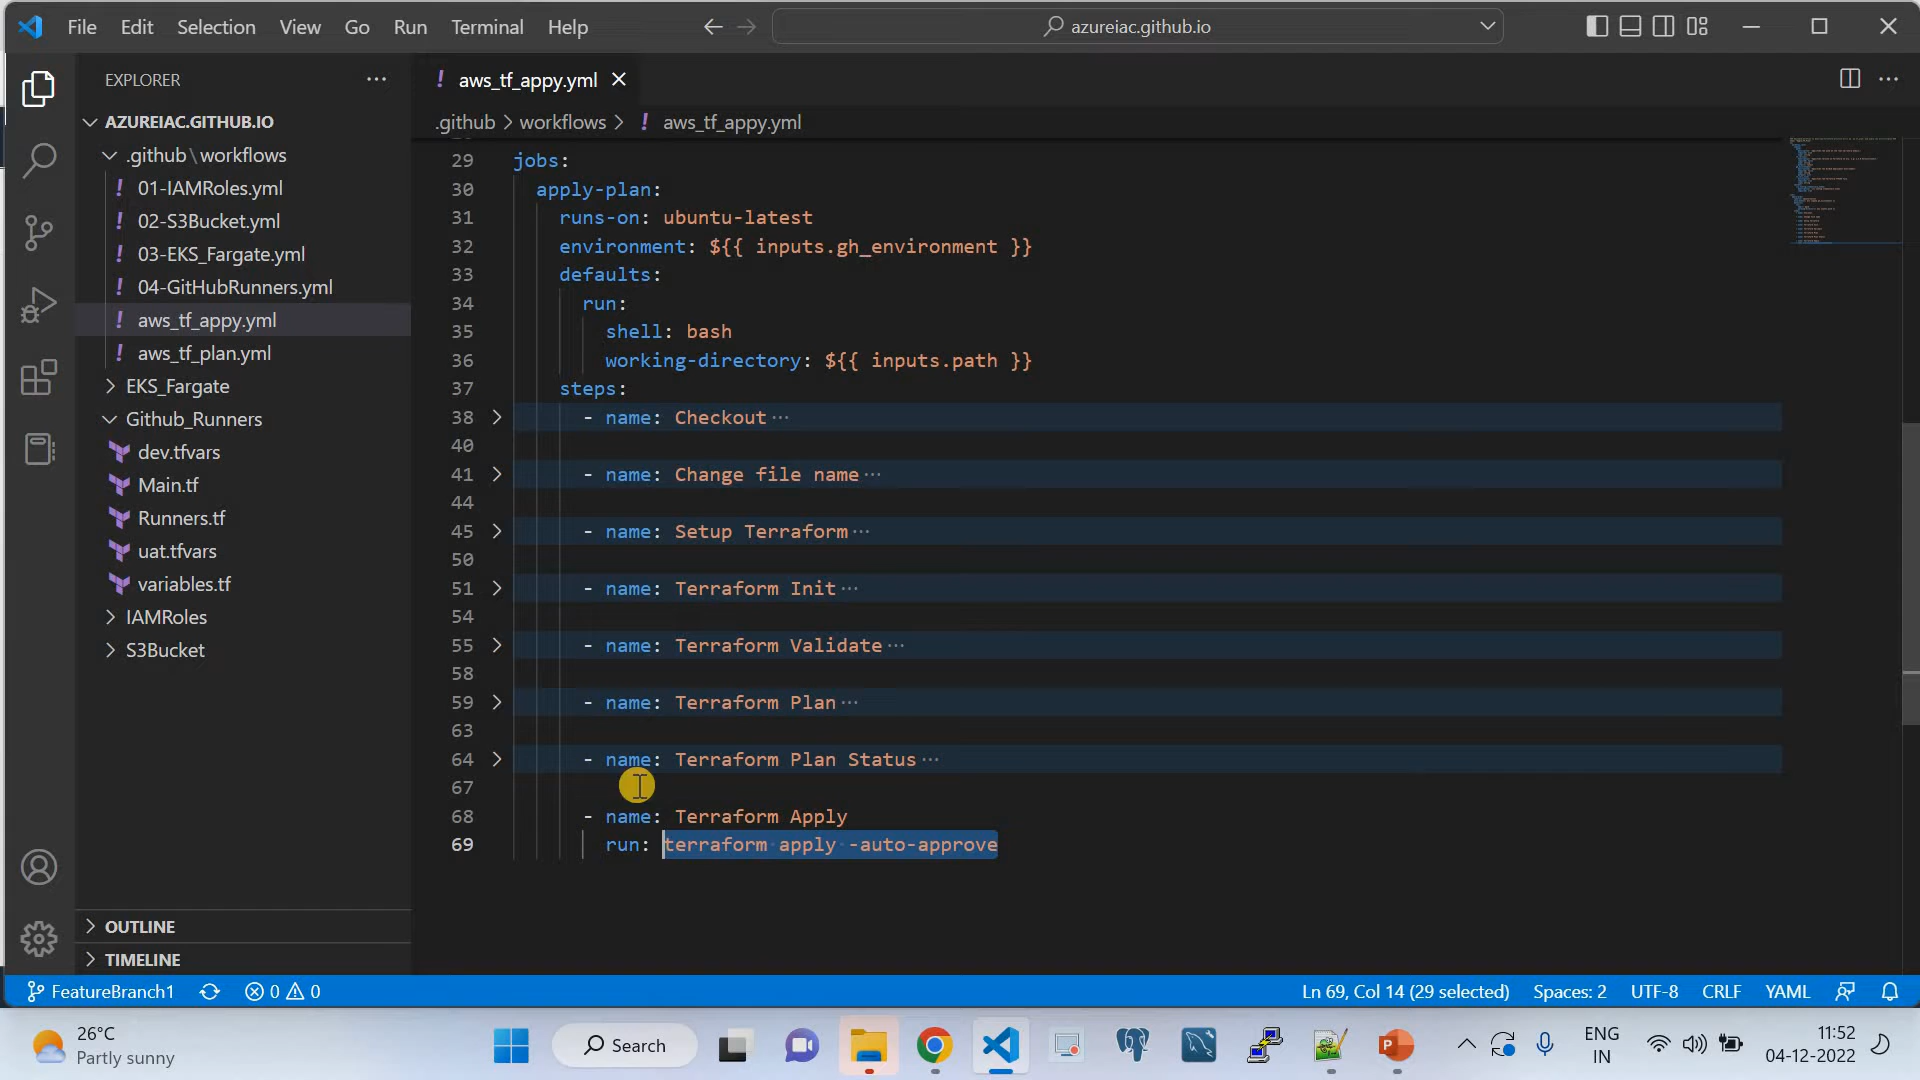 File Edit Selection View Go Run Terminal Help
azureiac.github.io
EXPLORER
AZUREIAC.GITHUB.IO
.github\workflows
01-IAMRoles.yml
02-S3Bucket.yml
03-EKS_Fargate.yml
04-GitHubRunners.yml
aws_tf_appy.yml
aws_tf_plan.yml
EKS_Fargate
Github_Runners
dev.tfvars
Main.tf
Runners.tf
uat.tfvars
variables.tf
IAMRoles
S3Bucket
OUTLINE
TIMELINE
! aws_tf_appy.yml
.github > workflows > ! aws_tf_appy.yml
29 jobs:
30 apply-plan:
31 runs-on: ubuntu-latest
32 environment: ${{ inputs.gh_environment }}
33 defaults:
34 run:
35 shell: bash
36 working-directory: ${{ inputs.path }}
37 steps:
38 - name: Checkout···
40
41 - name: Change file name···
44
45 - name: Setup Terraform···
50
51 - name: Terraform Init···
54
55 - name: Terraform Validate···
58
59 - name: Terraform Plan···
63
64 - name: Terraform Plan Status···
67
68 - name: Terraform Apply
69 run: terraform apply -auto-approve
FeatureBranch1 0 0 Ln 69, Col 14 (29 selected) Spaces: 2 UTF-8 CRLF YAML
26°C
Partly sunny
Search
ENG
IN
11:52
04-12-2022